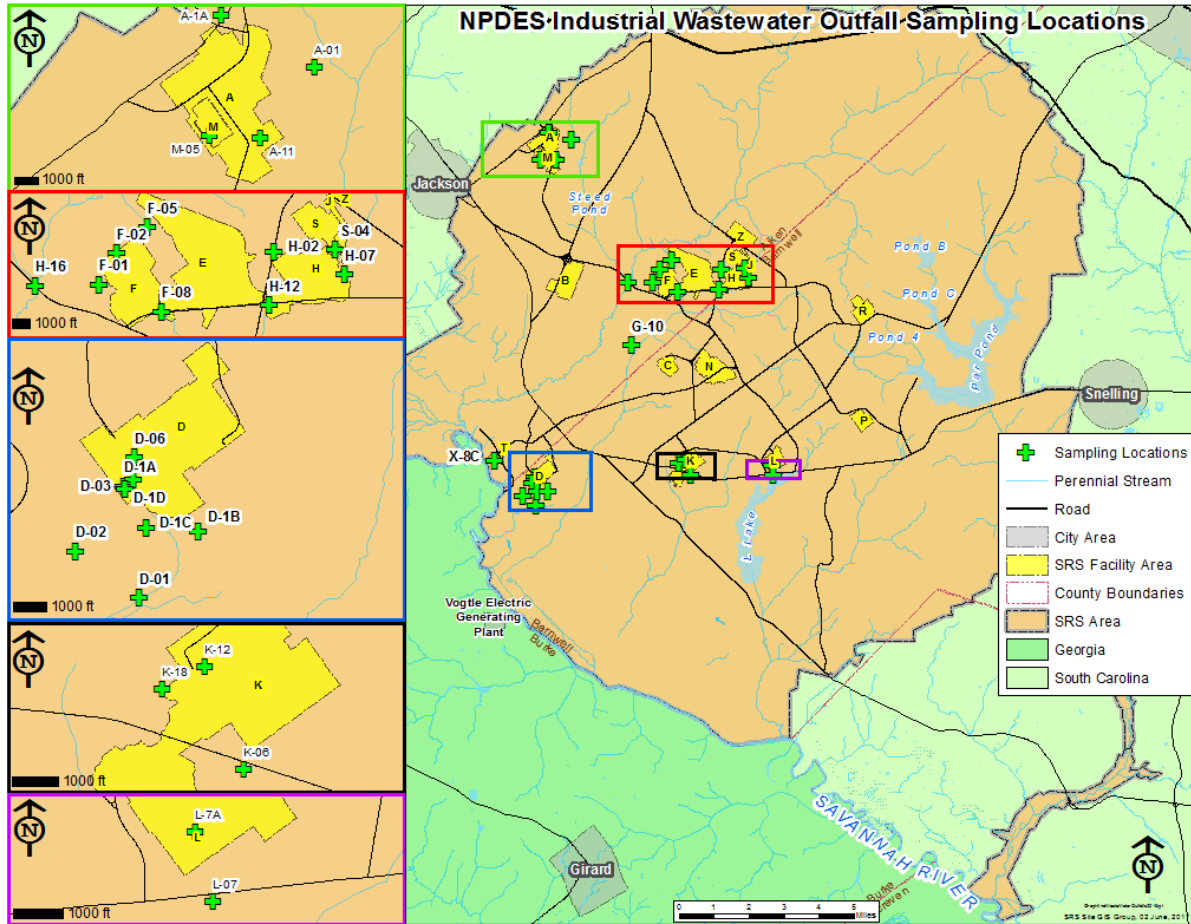 NPDES Industrial Wastewater Outfall Sampling Locations
N
A-1A
A-01
A
M
M-05
A-11
1000 ft
N
F-05
J
Z
F-02
S
S-04
H-02
H-16
F-01
E
H
H-07
F
F-08
H-12
1000 ft
N
D
D-06
D-1A
D-03
D-1D
D-1C
D-1B
D-02
D-01
1000 ft
N
K-12
K-18
K
K-06
1000 ft
N
L-7A
L
L-07
1000 ft
A
M
Jackson
Steed
Pond
Z
Aiken
Barnwell
S
J
E
H
F
B
Pond B
Pond C
R
Pond 4
Par Pond
G-10
C
N
Snelling
P
X-8C
T
K
L
D
L Lake
Vogtle Electric
Generating
Plant
Barnwell
Burke
Sampling Locations
Perennial Stream
Road
City Area
SRS Facility Area
County Boundaries
SRS Area
Georgia
South Carolina
SAVANNAH RIVER
Girard
Burke
0 1 2 3 4 5
Miles
N
SRS Site GIS Group, 02 June, 201